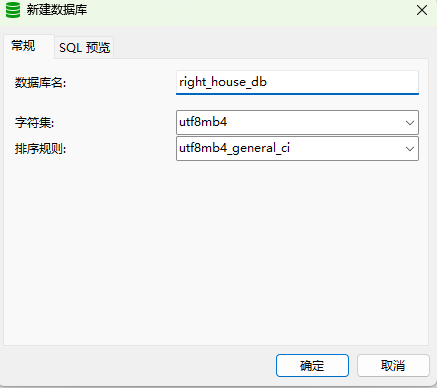 新建数据库
常规
SQL 预览
数据库名:
right_house_db
字符集:
utf8mb4
排序规则:
utf8mb4_general_ci
确定
取消